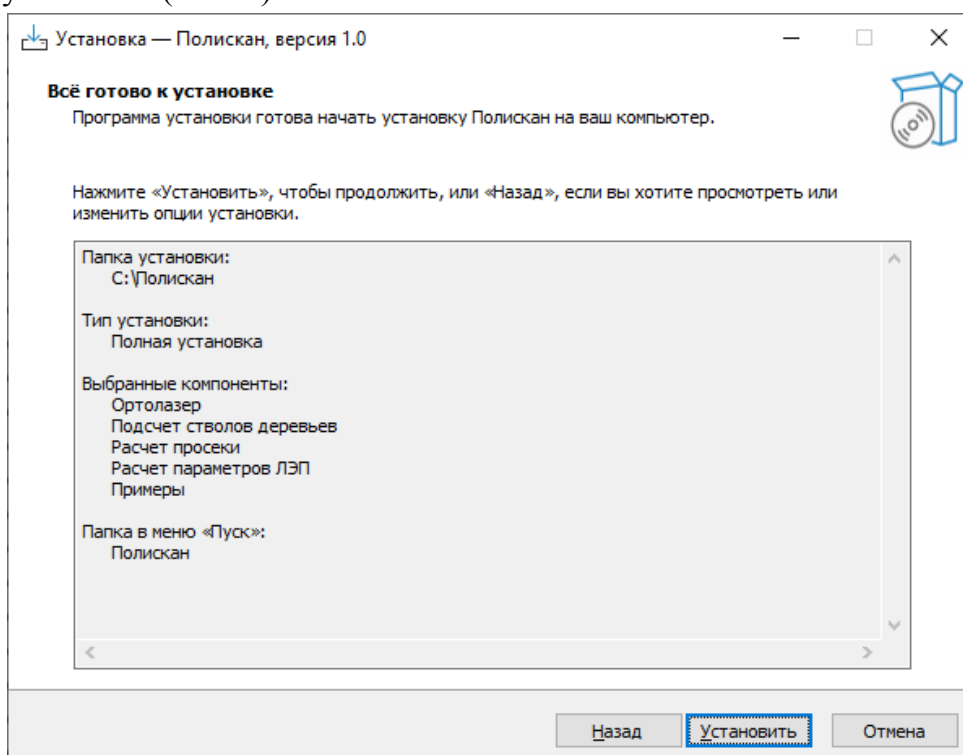 Установка — Полискан, версия 1.0
Всё готово к установке
Программа установки готова начать установку Полискан на ваш компьютер.
Нажмите «Установить», чтобы продолжить, или «Назад», если вы хотите просмотреть или
изменить опции установки.
Папка установки:
C:\Полискан
Тип установки:
Полная установка
Выбранные компоненты:
Ортолазер
Подсчет стволов деревьев
Расчет просеки
Расчет параметров ЛЭП
Примеры
Папка в меню «Пуск»:
Полискан
Назад
Установить
Отмена